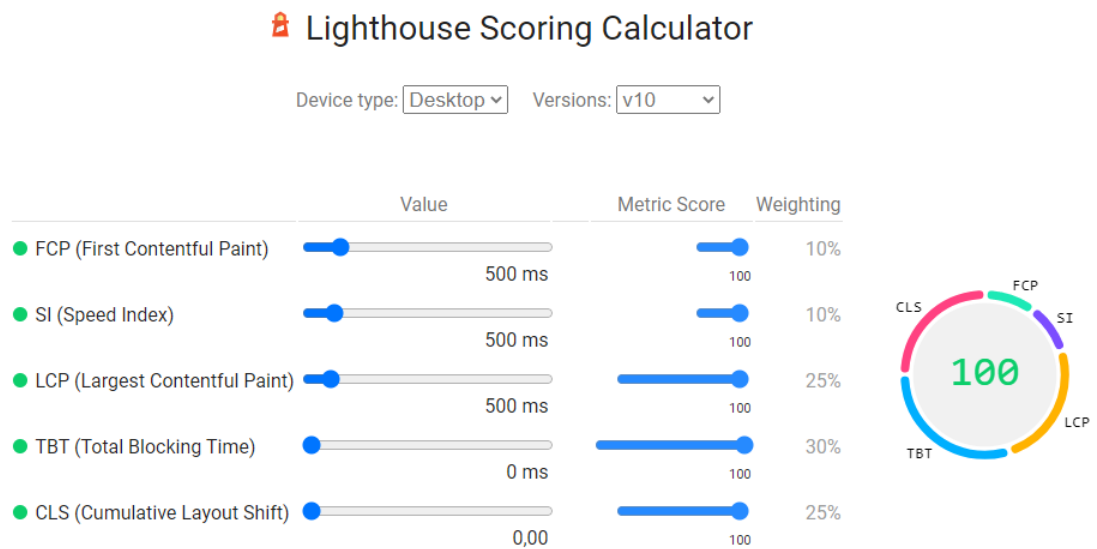 Lighthouse Scoring Calculator
Device type: Desktop Versions: v10
Value Metric Score Weighting
FCP (First Contentful Paint) 10%
500 ms 100
SI (Speed Index) 10%
500 ms 100
LCP (Largest Contentful Paint) 25%
500 ms 100
TBT (Total Blocking Time) 30%
0 ms 100
CLS (Cumulative Layout Shift) 25%
0,00 100
FCP
CLS
SI
100
LCP
TBT